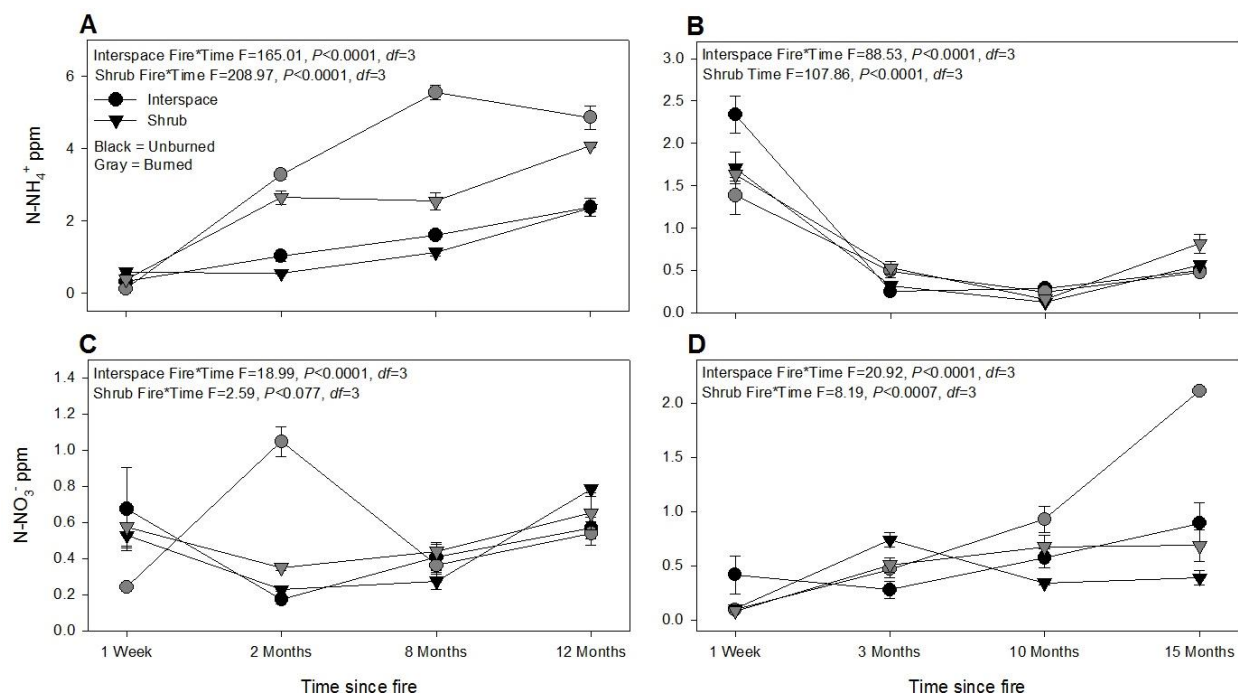 A
Interspace Fire*Time F=165.01, P<0.0001, df=3
Shrub Fire*Time F=208.97, P<0.0001, df=3
Interspace
Shrub
Black = Unburned
Gray = Burned
N-NH₄⁺ ppm
6
4
2
0
B
Interspace Fire*Time F=88.53, P<0.0001, df=3
Shrub Time F=107.86, P<0.0001, df=3
3.0
2.5
2.0
1.5
1.0
0.5
0.0
C
Interspace Fire*Time F=18.99, P<0.0001, df=3
Shrub Fire*Time F=2.59, P<0.077, df=3
N-NO₃⁻ ppm
1.4
1.2
1.0
0.8
0.6
0.4
0.2
0.0
1 Week 2 Months 8 Months 12 Months
Time since fire
D
Interspace Fire*Time F=20.92, P<0.0001, df=3
Shrub Fire*Time F=8.19, P<0.0007, df=3
2.0
1.5
1.0
0.5
0.0
1 Week 3 Months 10 Months 15 Months
Time since fire